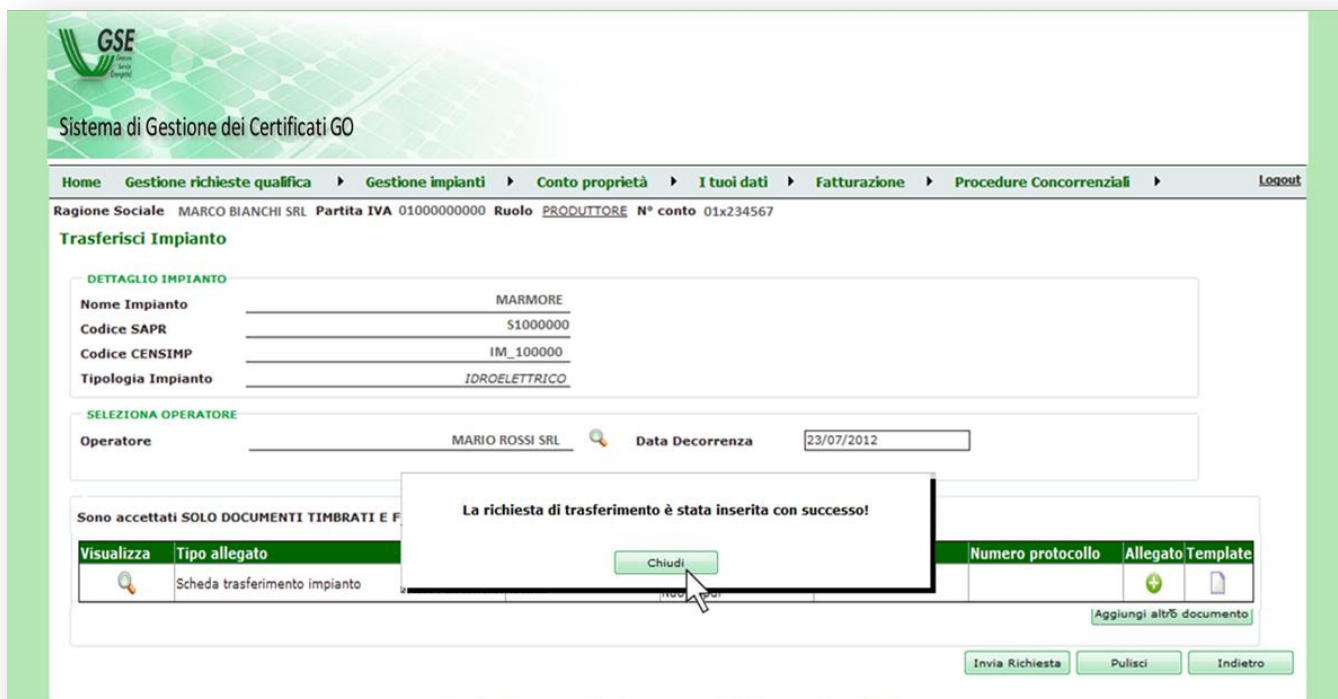 GSE
Gestore
Servizi
Energetici
Sistema di Gestione dei Certificati GO
Home Gestione richieste qualifica Gestione impianti Conto proprietà I tuoi dati Fatturazione Procedure Concorrenziali Logout
Ragione Sociale MARCO BIANCHI SRL Partita IVA 01000000000 Ruolo PRODUTTORE N° conto 01x234567
Trasferisci Impianto
DETTAGLIO IMPIANTO
Nome Impianto MARMORE
Codice SAPR S1000000
Codice CENSIMP IM_100000
Tipologia Impianto IDROELETTRICO
SELEZIONA OPERATORE
Operatore MARIO ROSSI SRL Data Decorrenza 23/07/2012
La richiesta di trasferimento è stata inserita con successo!
Chiudi
Sono accettati SOLO DOCUMENTI TIMBRATI E F
Visualizza Tipo allegato Numero protocollo Allegato Template
Scheda trasferimento impianto
Aggiungi altro documento
Invia Richiesta Pulisci Indietro